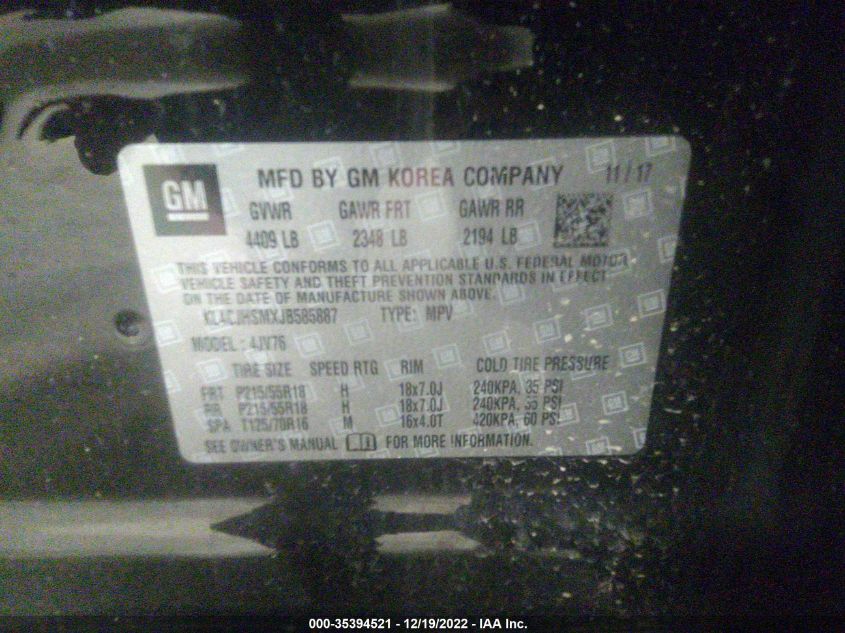 GM
MFD BY GM KOREA COMPANY 11/17
GVWR GAWR FRT GAWR RR
4409 LB 2348 LB 2194 LB
THIS VEHICLE CONFORMS TO ALL APPLICABLE U.S. FEDERAL MOTOR
VEHICLE SAFETY AND THEFT PREVENTION STANDARDS IN EFFECT
ON THE DATE OF MANUFACTURE SHOWN ABOVE.
KL4CJHSMXJB585887 TYPE: MPV
MODEL: 4JV76
TIRE SIZE SPEED RTG RIM COLD TIRE PRESSURE
FRT P215/55R18 H 18x7.0J 240KPA, 35 PSI
RR P215/55R18 H 18x7.0J 240KPA, 35 PSI
SPA T125/70R16 M 16x4.0T 420KPA, 60 PSI
SEE OWNER'S MANUAL FOR MORE INFORMATION.
000-35394521 - 12/19/2022 - IAA Inc.